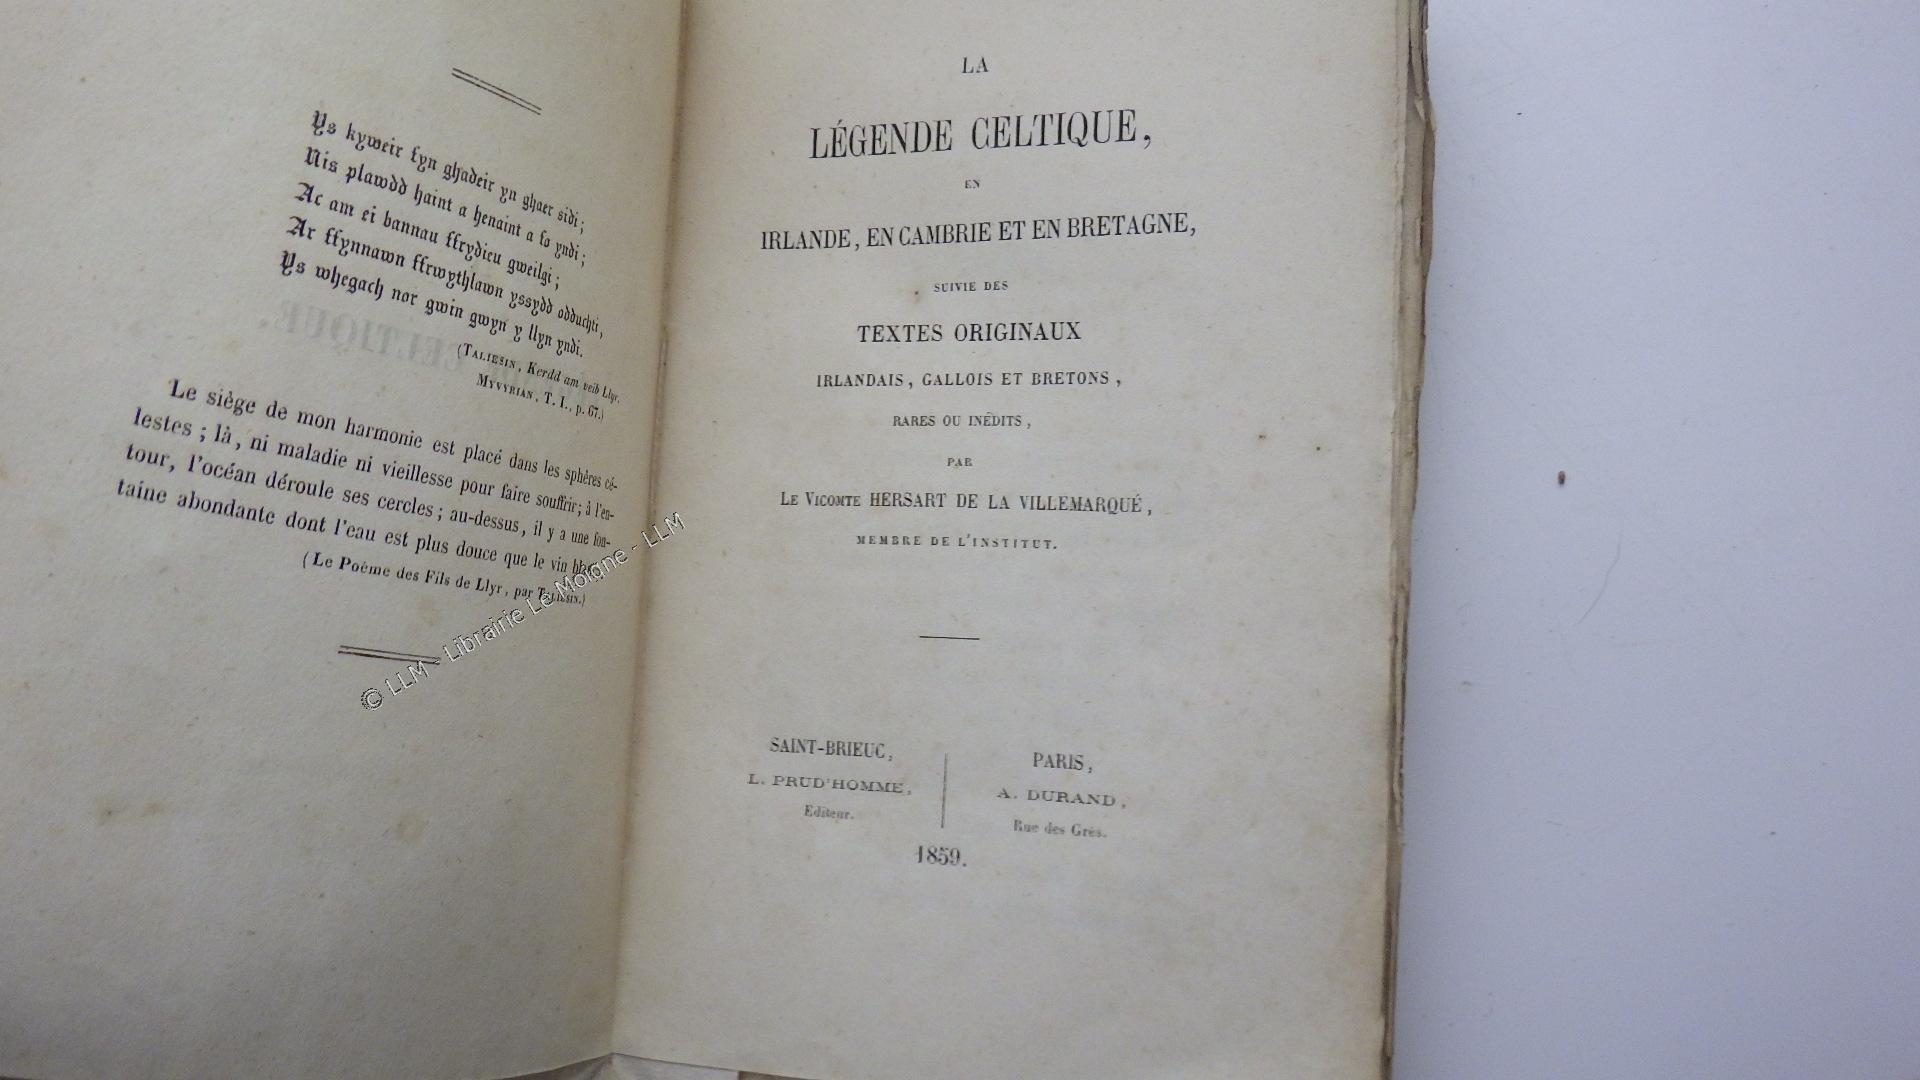 Ys kyweir fyn ghadeir yn ghaer sidi;
Nis plawdd haint a henaint a fo yndi;
Ac am ei bannau ffrydieu gweilgi;
Ar ffynnawn ffrwythlawn yssydd odduchti,
Ys whegach nor gwin gwyn y llyn yndi.
(TALIESIN, Kerdd am veib Llyr.
MYVYRIAN, T. I., p. 67.)
Le siège de mon harmonie est placé dans les sphères cé-
lestes; là, ni maladie ni vieillesse pour faire souffrir; à l'en-
tour, l'océan déroule ses cercles; au-dessus, il y a une fon-
taine abondante dont l'eau est plus douce que le vin blanc.
(Le Poème des Fils de Llyr, par TALIESIN.)
© LLM - Librairie Le Moigne - LLM
LA
LÉGENDE CELTIQUE,
EN
IRLANDE, EN CAMBRIE ET EN BRETAGNE,
SUIVIE DES
TEXTES ORIGINAUX
IRLANDAIS, GALLOIS ET BRETONS,
RARES OU INÉDITS,
PAR
LE VICOMTE HERSART DE LA VILLEMARQUÉ,
MEMBRE DE L'INSTITUT.
SAINT-BRIEUC,
L. PRUD'HOMME,
Editeur.
PARIS,
A. DURAND,
Rue des Grès.
1859.